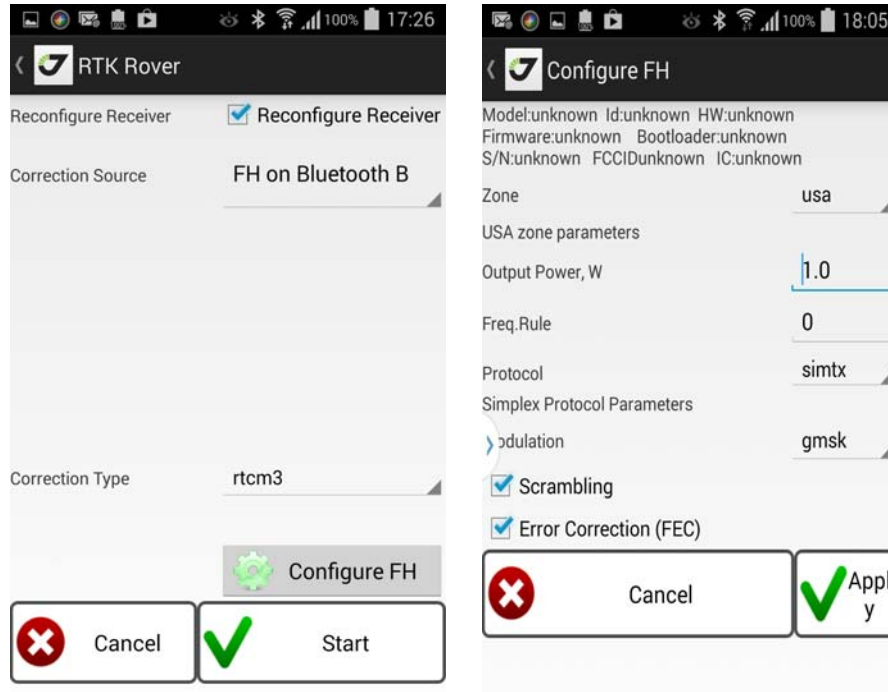 100% 17:26
RTK Rover
Reconfigure Receiver Reconfigure Receiver
Correction Source FH on Bluetooth B
Correction Type rtcm3
Configure FH
Cancel Start
100% 18:05
Configure FH
Model:unknown Id:unknown HW:unknown
Firmware:unknown Bootloader:unknown
S/N:unknown FCCIDunknown IC:unknown
Zone usa
USA zone parameters
Output Power, W 1.0
Freq.Rule 0
Protocol simtx
Simplex Protocol Parameters
odulation gmsk
Scrambling
Error Correction (FEC)
Cancel Appl
y